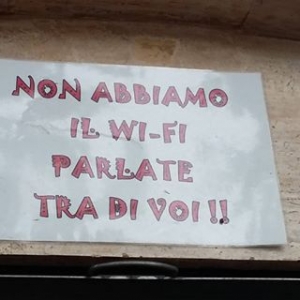 NON ABBIAMO
IL WI-FI
PARLATE
TRA DI VOI!!